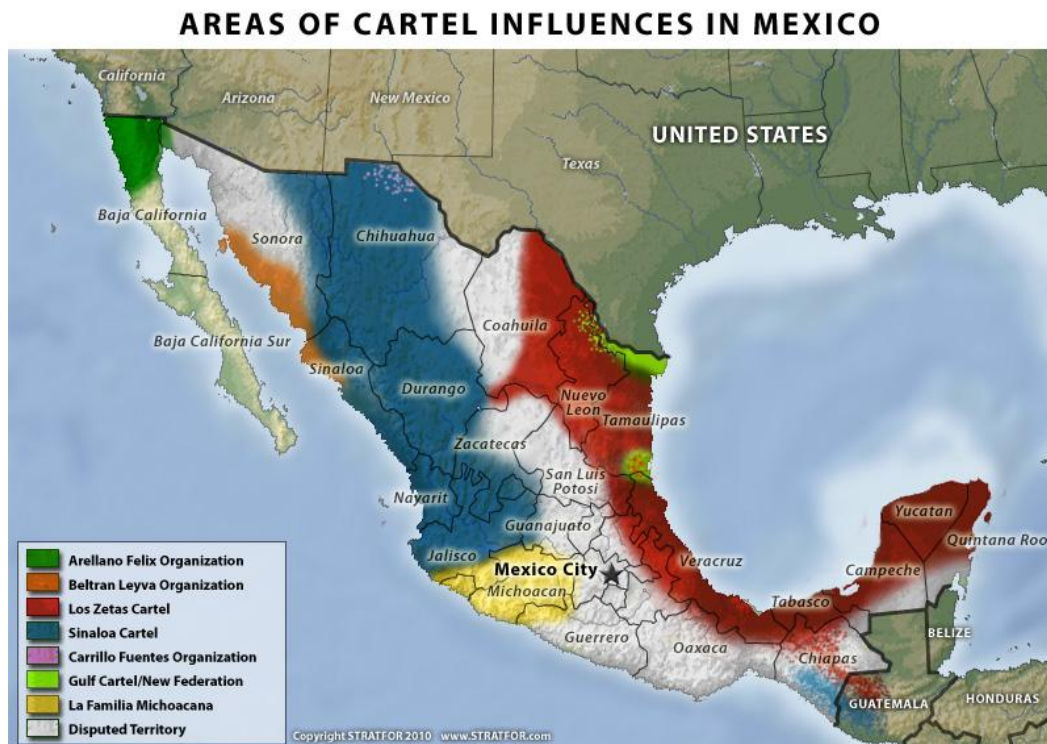 AREAS OF CARTEL INFLUENCES IN MEXICO
California
Arizona
New Mexico
UNITED STATES
Texas
Baja California
Sonora
Chihuahua
Coahuila
Baja California Sur
Sinaloa
Durango
Nuevo
Leon
Tamaulipas
Zacatecas
San Luis
Potosi
Nayarit
Guanajuato
Yucatan
Quintana Roo
Jalisco
Mexico City
Veracruz
Campeche
Michoacan
Tabasco
Guerrero
Oaxaca
Chiapas
BELIZE
GUATEMALA
HONDURAS
Arellano Felix Organization
Beltran Leyva Organization
Los Zetas Cartel
Sinaloa Cartel
Carrillo Fuentes Organization
Gulf Cartel/New Federation
La Familia Michoacana
Disputed Territory
Copyright STRATFOR 2010 www.STRATFOR.com